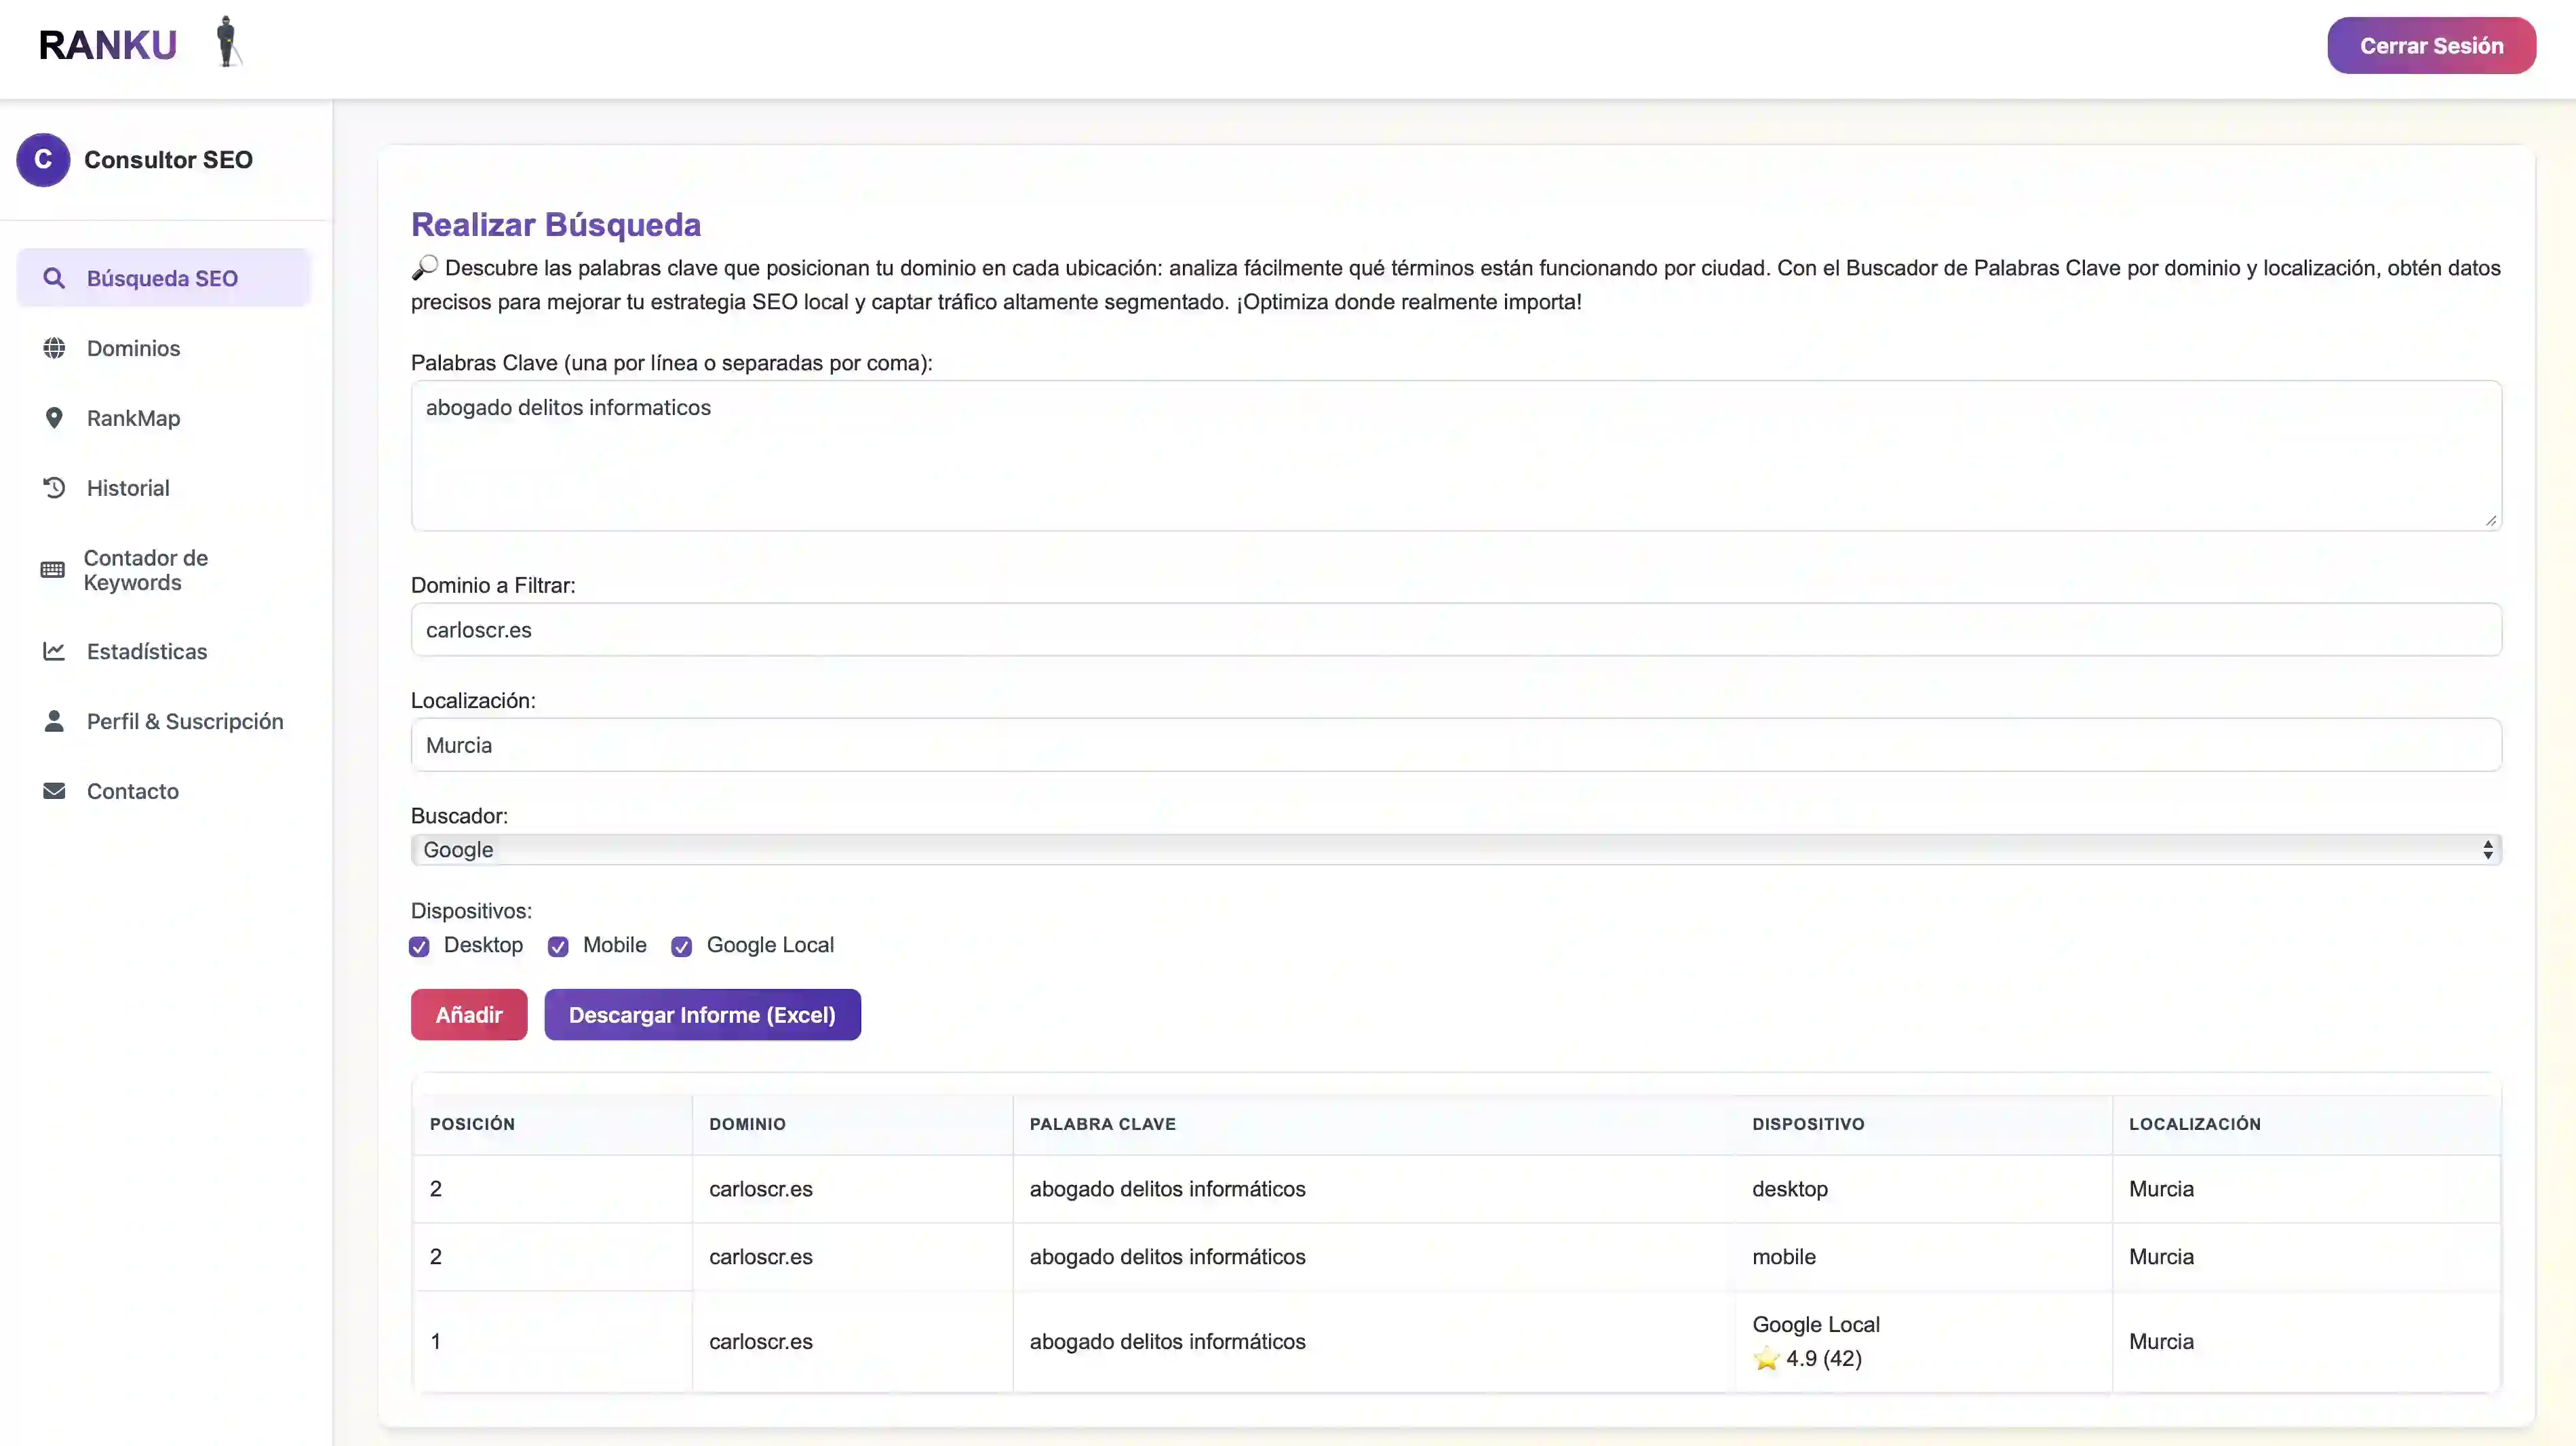 RANKU
Cerrar Sesión
C
Consultor SEO
Búsqueda SEO
Dominios
RankMap
Historial
Contador de
Keywords
Estadísticas
Perfil & Suscripción
Contacto
Realizar Búsqueda
🔎 Descubre las palabras clave que posicionan tu dominio en cada ubicación: analiza fácilmente qué términos están funcionando por ciudad. Con el Buscador de Palabras Clave por dominio y localización, obtén datos
precisos para mejorar tu estrategia SEO local y captar tráfico altamente segmentado. ¡Optimiza donde realmente importa!
Palabras Clave (una por línea o separadas por coma):
abogado delitos informaticos
Dominio a Filtrar:
carloscr.es
Localización:
Murcia
Buscador:
Google
Dispositivos:
Desktop Mobile Google Local
Añadir Descargar Informe (Excel)
POSICIÓN DOMINIO PALABRA CLAVE DISPOSITIVO LOCALIZACIÓN
2 carloscr.es abogado delitos informáticos desktop Murcia
2 carloscr.es abogado delitos informáticos mobile Murcia
1 carloscr.es abogado delitos informáticos Google Local Murcia
⭐ 4.9 (42)